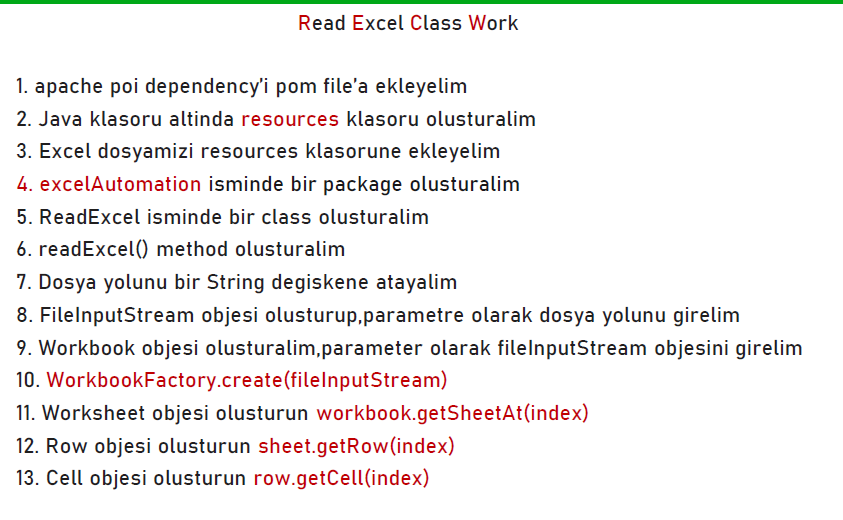 Read Excel Class Work
1. apache poi dependency'i pom file'a ekleyelim
2. Java klasoru altinda resources klasoru olusturalim
3. Excel dosyamizi resources klasorune ekleyelim
4. excelAutomation isminde bir package olusturalim
5. ReadExcel isminde bir class olusturalim
6. readExcel() method olusturalim
7. Dosya yolunu bir String degiskene atayalim
8. FileInputStream objesi olusturup,parametre olarak dosya yolunu girelim
9. Workbook objesi olusturalim,parameter olarak fileInputStream objesini girelim
10. WorkbookFactory.create(fileInputStream)
11. Worksheet objesi olusturun workbook.getSheetAt(index)
12. Row objesi olusturun sheet.getRow(index)
13. Cell objesi olusturun row.getCell(index)